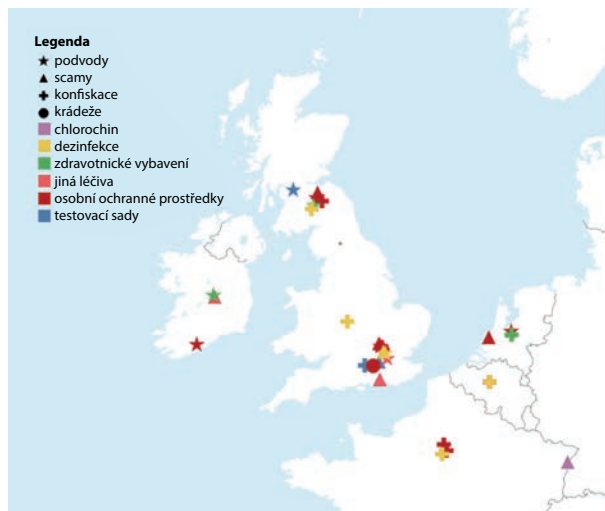 Legenda
podvody
scamy
konfiskace
krádeže
chlorochin
dezinfekce
zdravotnické vybavení
jiná léčiva
osobní ochranné prostředky
testovací sady